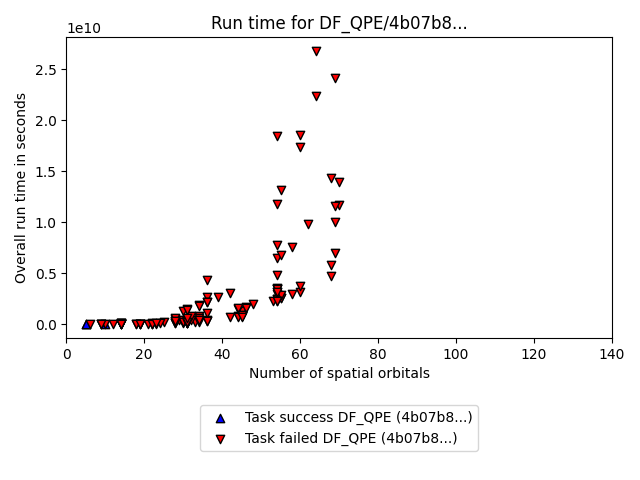 Run time for DF_QPE/4b07b8...
1e10
2.5
2.0
1.5
1.0
0.5
0.0
Overall run time in seconds
0 20 40 60 80 100 120 140
Number of spatial orbitals
Task success DF_QPE (4b07b8...)
Task failed DF_QPE (4b07b8...)